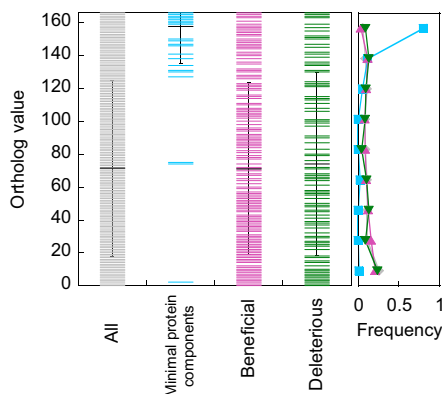 160
140
120
100
80
60
40
20
0
Ortholog value
All
Minimal protein
components
Beneficial
Deleterious
0 0.5 1
Frequency